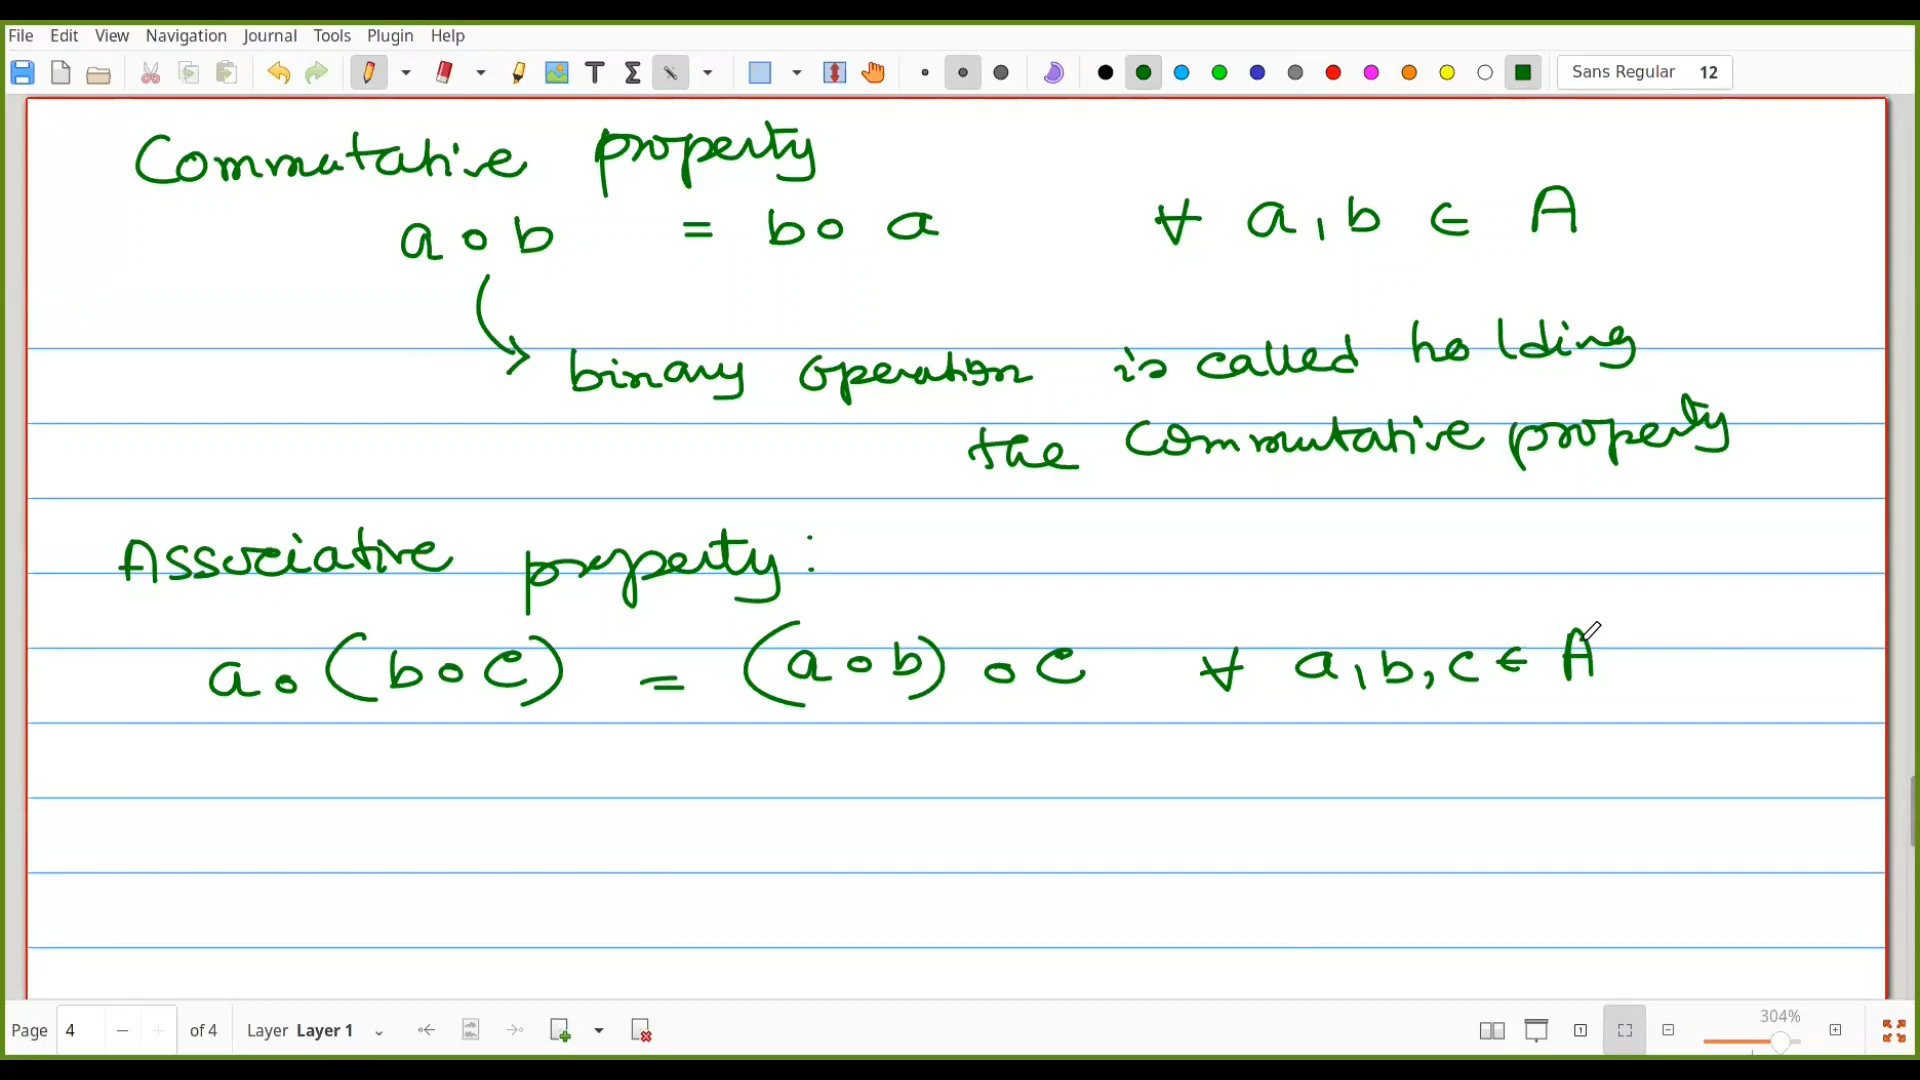 File Edit View Navigation Journal Tools Plugin Help
Sans Regular 12
Commutative property
a∘b = b∘a ∀ a,b ∈ A
binary operation is called holding
the commutative property
Associative property:
a∘(b∘c) = (a∘b)∘c ∀ a,b,c ∈ A
Page 4 of 4 Layer Layer 1 304%